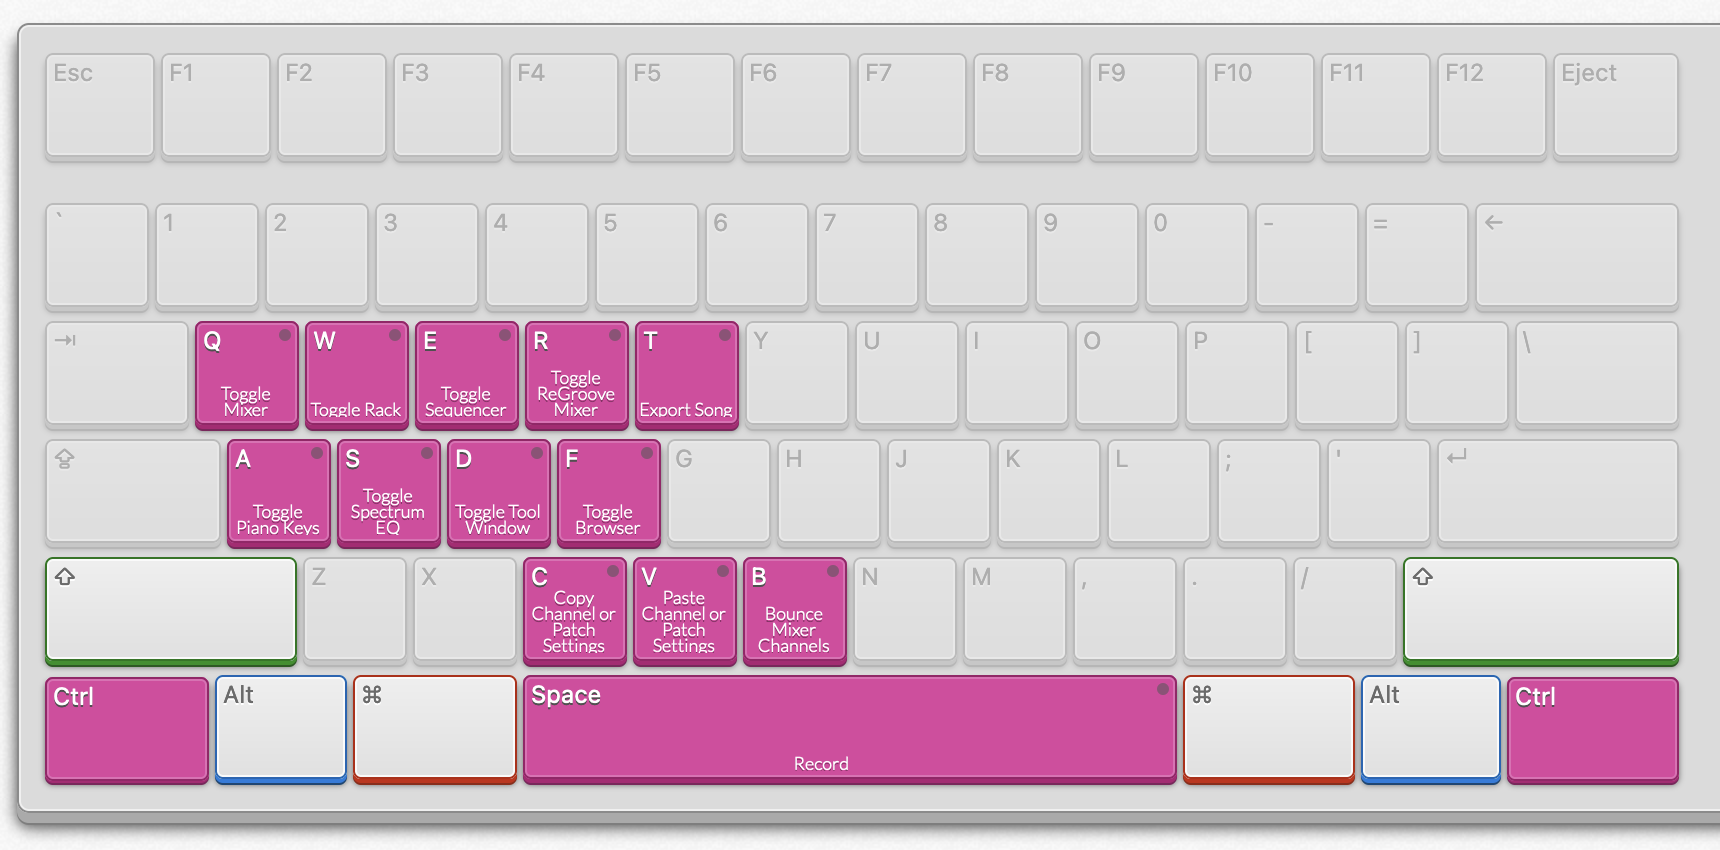 Esc F1 F2 F3 F4 F5 F6 F7 F8 F9 F10 F11 F12 Eject
` 1 2 3 4 5 6 7 8 9 0 - = ←
⇥ Q W E R T Y U I O P [ ] \
Toggle
Mixer
Toggle Rack
Toggle
Sequencer
Toggle
ReGroove
Mixer
Export Song
A S D F G H J K L ; ' ↵
Toggle
Piano Keys
Toggle
Spectrum
EQ
Toggle Tool
Window
Toggle
Browser
⇧ Z X C V B N M , . / ⇧
Copy
Channel or
Patch
Settings
Paste
Channel or
Patch
Settings
Bounce
Mixer
Channels
Ctrl Alt ⌘ Space ⌘ Alt Ctrl
Record